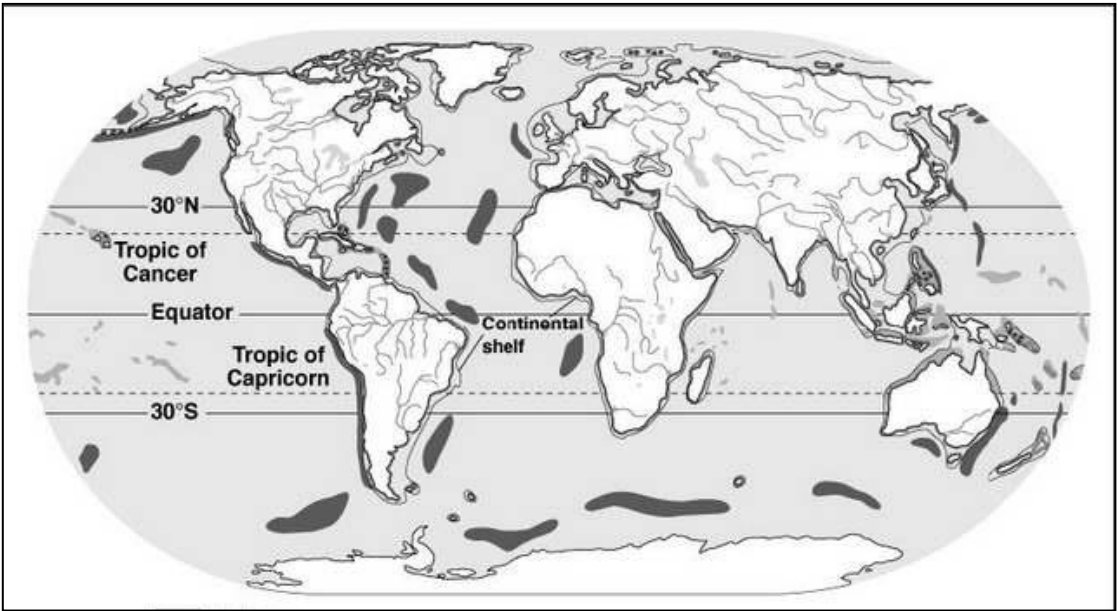 30°N
Tropic of
Cancer
Equator
Continental
shelf
Tropic of
Capricorn
30°S